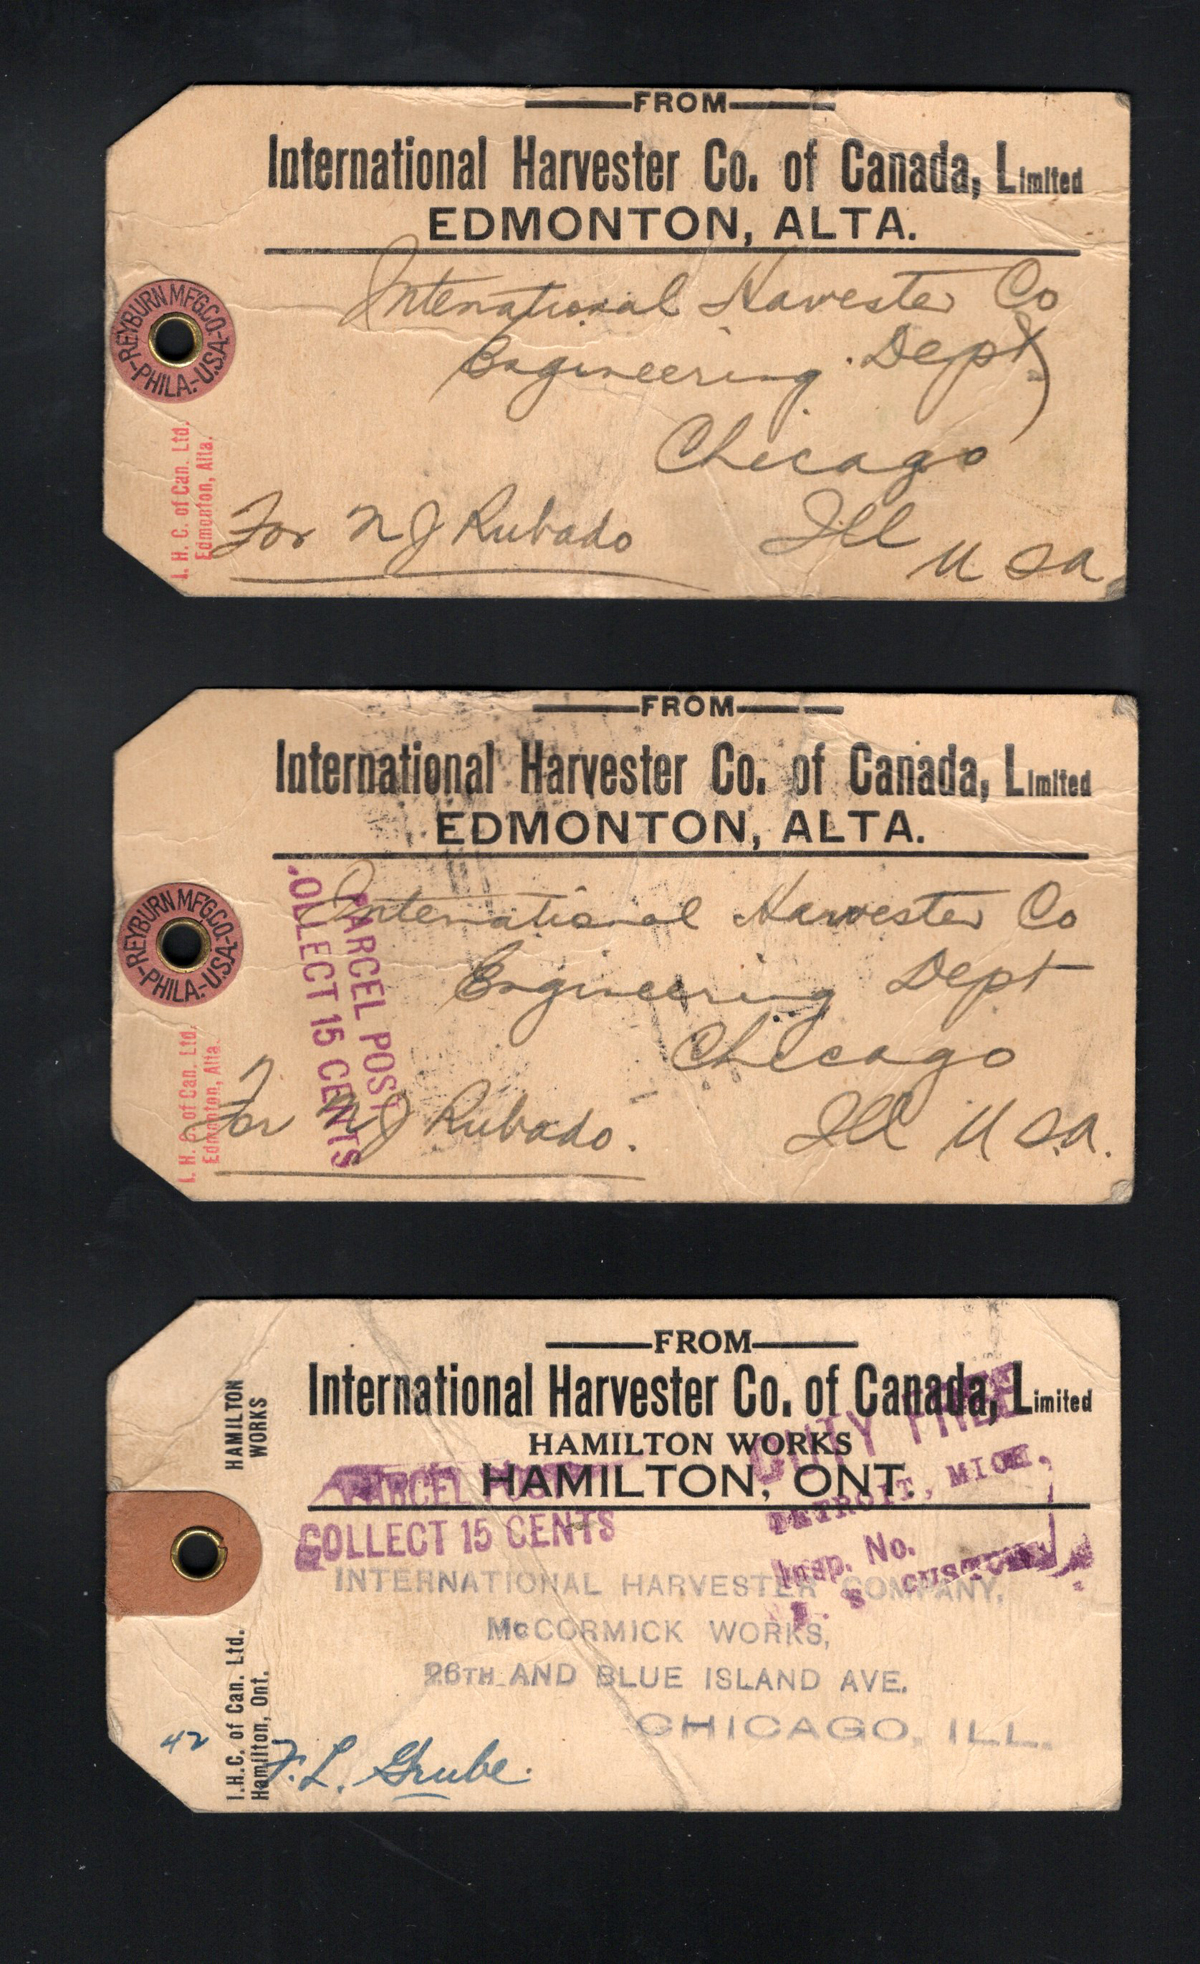 FROM
International Harvester Co. of Canada, Limited
EDMONTON, ALTA.
REYBURN MF'G.CO-
-PHILA.-U.S.A-
I. H. C. of Can. Ltd.
Edmonton, Alta.
International Harvester Co
Engineering Dept
Chicago
Ill
U S A.
For N J Rubado
FROM
International Harvester Co. of Canada, Limited
EDMONTON, ALTA.
REYBURN MF'G.CO-
-PHILA.-U.S.A-
I. H. C. of Can. Ltd.
Edmonton, Alta.
PARCEL POST
COLLECT 15 CENTS
International Harvester Co
Engineering Dept
Chicago
Ill U S A.
For N J Rubado.
FROM
International Harvester Co. of Canada, Limited
HAMILTON WORKS
HAMILTON, ONT.
HAMILTON
WORKS
I.H.C. of Can. Ltd.
Hamilton, Ont.
PARCEL POST
COLLECT 15 CENTS
DUTY FREE
DETROIT, MICH.
Insp. No.
S. CUSTOMS
INTERNATIONAL HARVESTER COMPANY,
McCORMICK WORKS,
26TH AND BLUE ISLAND AVE.
CHICAGO, ILL.
42
F. L. Grube.